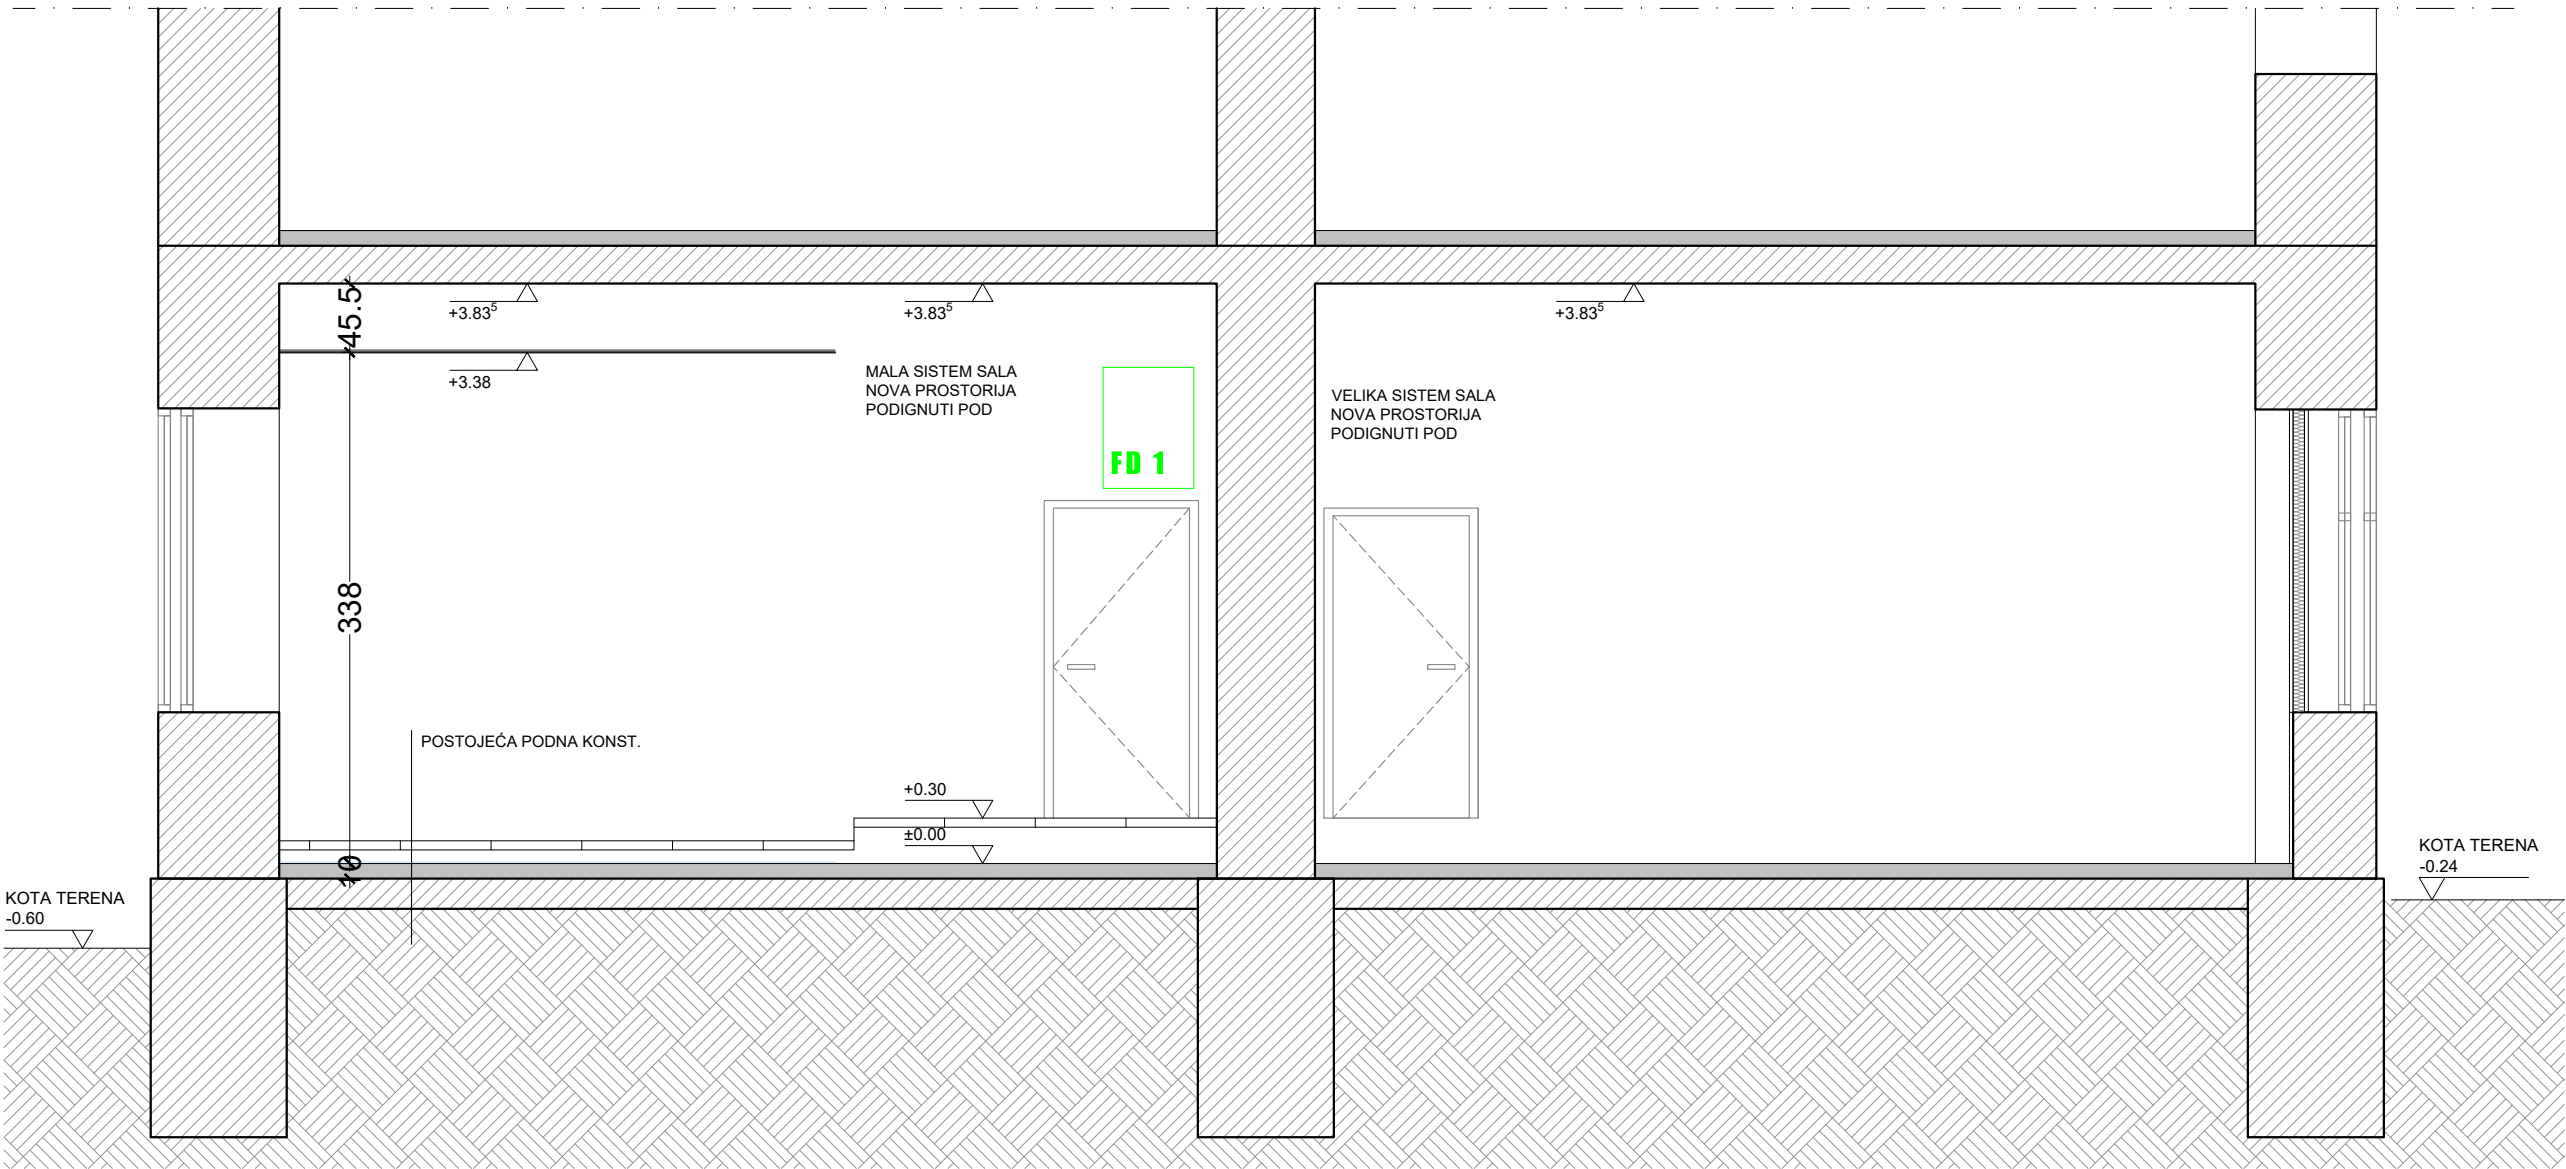 45.5
+3.83⁵
+3.83⁵
+3.83⁵
+3.38
MALA SISTEM SALA
NOVA PROSTORIJA
PODIGNUTI POD
VELIKA SISTEM SALA
NOVA PROSTORIJA
PODIGNUTI POD
FD 1
338
POSTOJEĆA PODNA KONST.
+0.30
±0.00
10
KOTA TERENA
-0.60
KOTA TERENA
-0.24